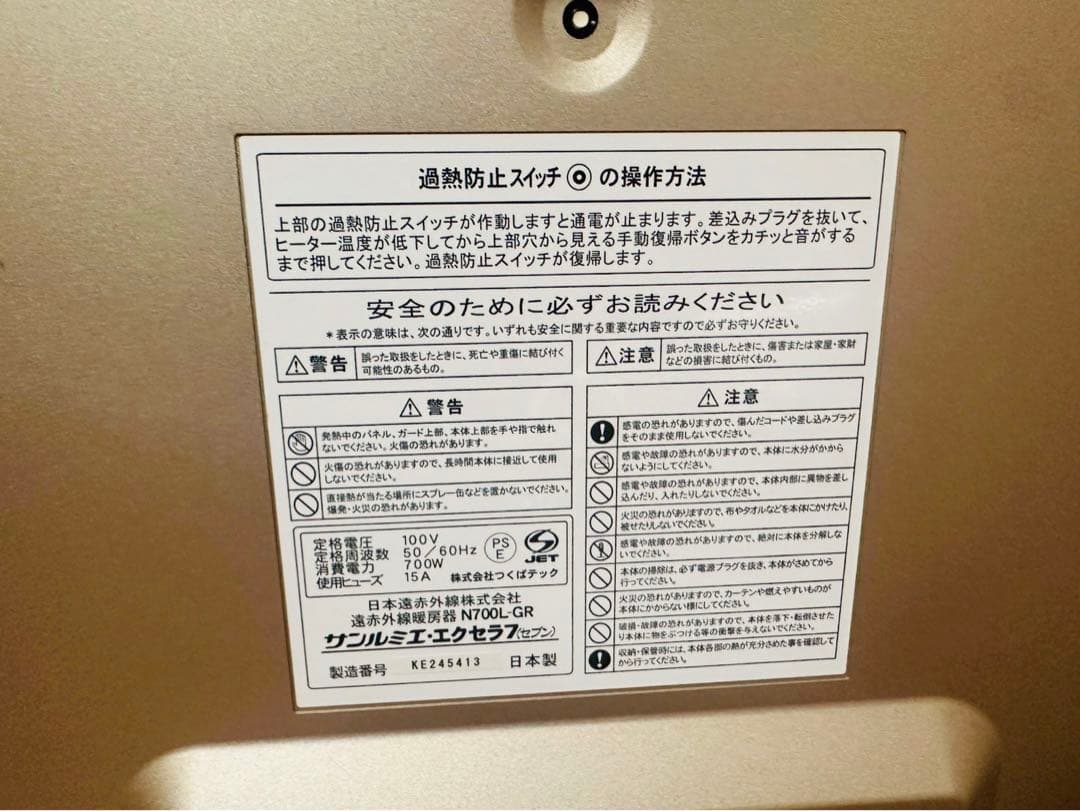 過熱防止スイッチ◎の操作方法
上部の過熱防止スイッチが作動しますと通電が止まります。差込みプラグを抜いて、
ヒーター温度が低下してから上部穴から見える手動復帰ボタンをカチッと音がする
まで押してください。過熱防止スイッチが復帰します。
安全のために必ずお読みください
*表示の意味は、次の通りです。いずれも安全に関する重要な内容ですので必ずお守りください。
警告
誤った取扱をしたときに、死亡や重傷に結び付く
可能性のあるもの。
注意
誤った取扱をしたときに、傷害または家屋・家財
などの損害に結び付くもの。
警告
発熱中のパネル、ガード上部、本体上部を手や指で触れ
ないでください。火傷の恐れがあります。
火傷の恐れがありますので、長時間本体に接近して使用
しないでください。
直接熱が当たる場所にスプレー缶などを置かないでください。
爆発・火災の恐れがあります。
注意
感電の恐れがありますので、傷んだコードや差し込みプラグ
をそのまま使用しないでください。
感電や故障の恐れがありますので、本体に水分がかから
ないようにしてください。
感電や故障の恐れがありますので、本体内部に異物を差し
込んだり、入れたりしないでください。
火災の恐れがありますので、布やタオルなどを本体にかけたり、
被せたりしないでください。
感電や故障の恐れがありますので、絶対に本体を分解しな
いでください。
本体の掃除は、必ず電源プラグを抜き、本体がさめてから
行ってください。
火災の恐れがありますので、カーテンや燃えやすいものが
本体にかからない様にしてください。
破損・故障の恐れがありますので、本体を落下・転倒させた
り本体に物をぶつける等の衝撃を与えないでください。
収納・保管時には、本体各部の熱が充分さめた事を確認して
から行ってください。
定格電圧 100V
定格周波数 50/60Hz
消費電力 700W
使用ヒューズ 15A
PS
E
JET
株式会社つくばテック
日本遠赤外線株式会社
遠赤外線暖房器 N700L-GR
サンルミエ・エクセラ7(セブン)
製造番号 KE245413 日本製